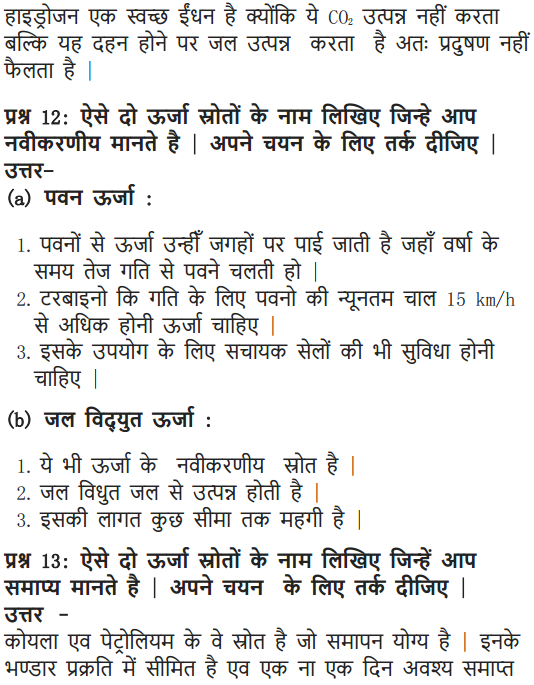 हाइड्रोजन एक स्वच्छ ईंधन है क्योंकि ये CO₂ उत्पन्न नहीं करता
बल्कि यह दहन होने पर जल उत्पन्न करता है अतः प्रदुषण नहीं
फैलता है |
प्रश्न 12: ऐसे दो ऊर्जा स्रोतों के नाम लिखिए जिन्हे आप
नवीकरणीय मानते है | अपने चयन के लिए तर्क दीजिए |
उत्तर-
(a) पवन ऊर्जा :
1. पवनों से ऊर्जा उन्हीँ जगहों पर पाई जाती है जहाँ वर्षा के
समय तेज गति से पवने चलती हो |
2. टरबाइनो कि गति के लिए पवनो की न्यूनतम चाल 15 km/h
से अधिक होनी ऊर्जा चाहिए |
3. इसके उपयोग के लिए सचायक सेलों की भी सुविधा होनी
चाहिए |
(b) जल विद्युत ऊर्जा :
1. ये भी ऊर्जा के नवीकरणीय स्रोत है |
2. जल विधुत जल से उत्पन्न होती है |
3. इसकी लागत कुछ सीमा तक महगी है |
प्रश्न 13: ऐसे दो ऊर्जा स्रोतों के नाम लिखिए जिन्हें आप
समाप्य मानते है | अपने चयन के लिए तर्क दीजिए |
उत्तर -
कोयला एव पेट्रोलियम के वे स्रोत है जो समापन योग्य है | इनके
भण्डार प्रक्रति में सीमित है एव एक ना एक दिन अवश्य समाप्त